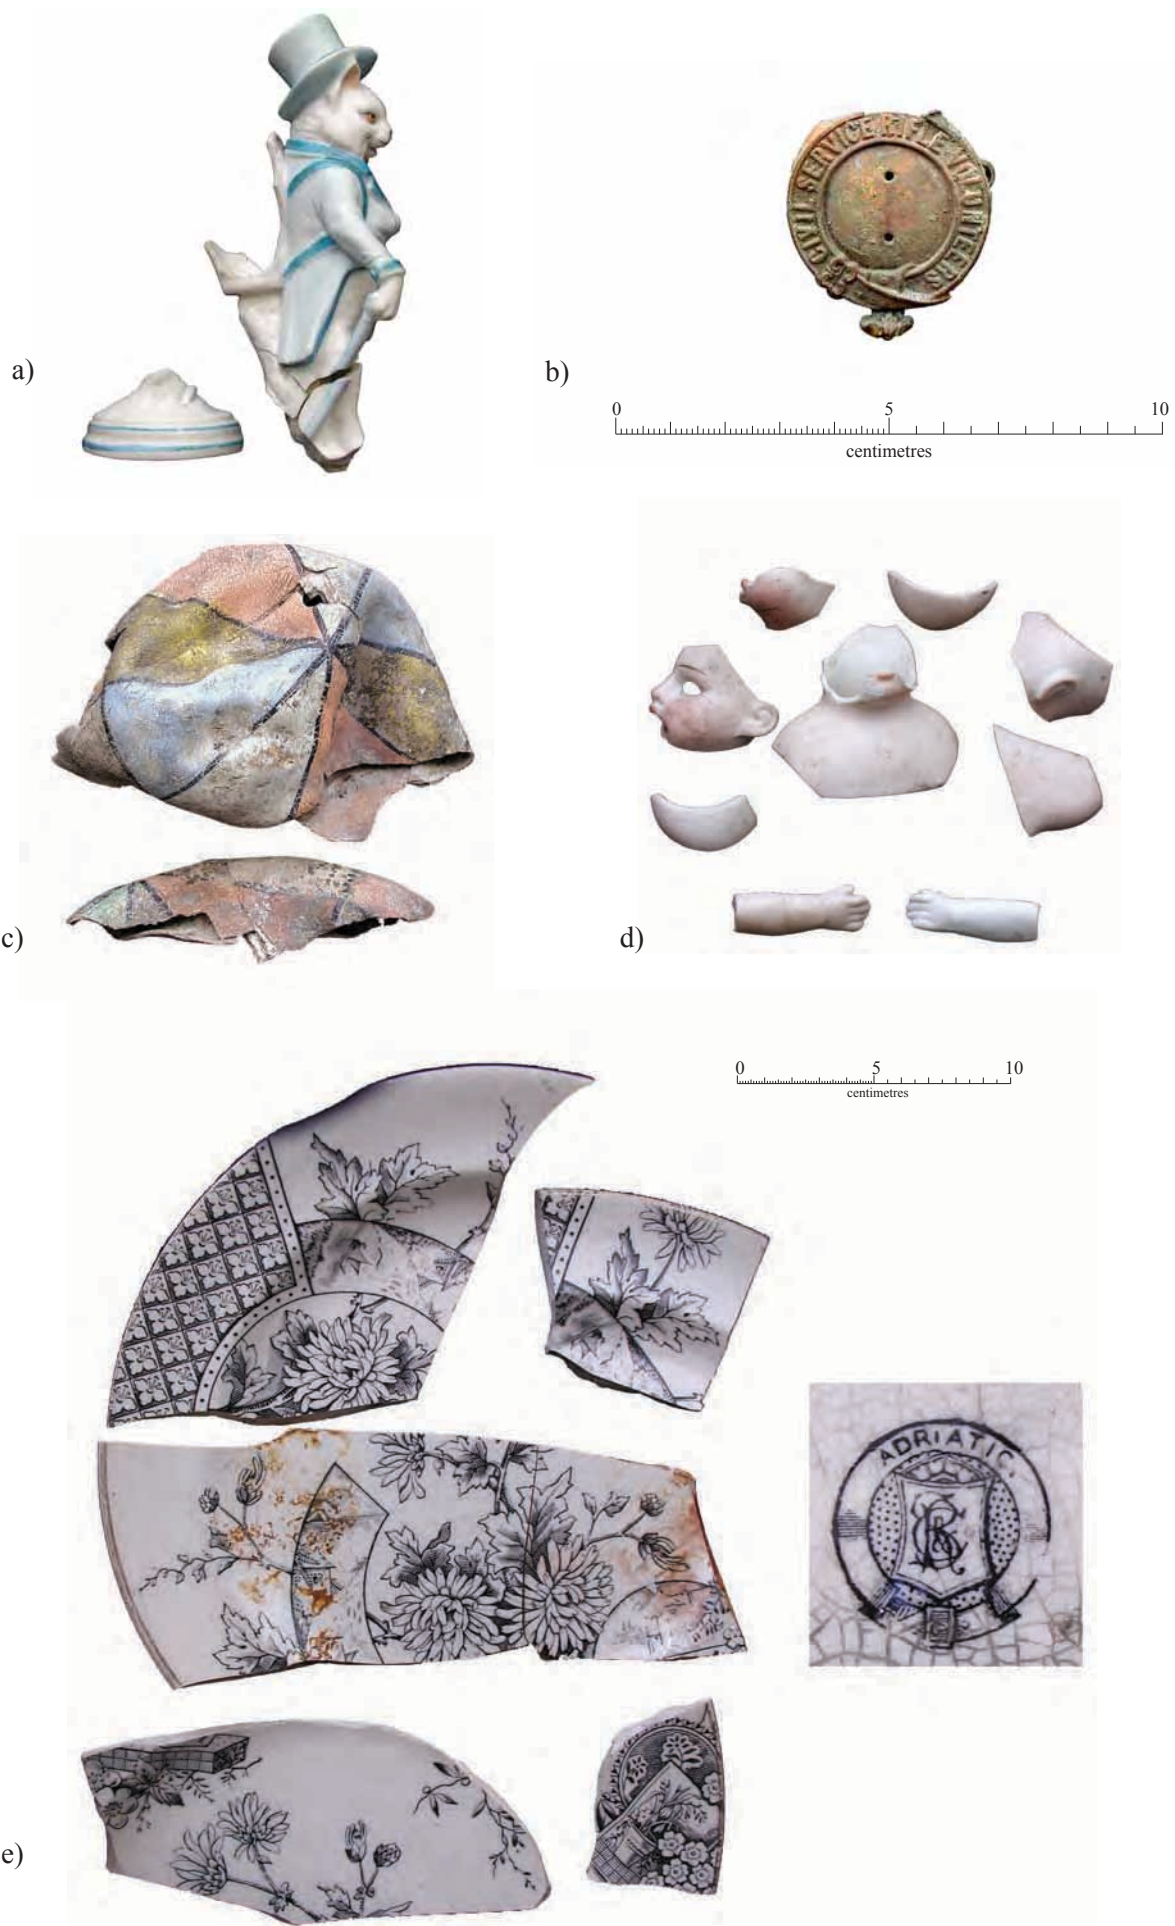 a)
CIVIL SERVICE RIFLE VOLUNTEERS
b)
0 5 10
centimetres
c)
d)
0 5 10
centimetres
ADRIATIC.
e)